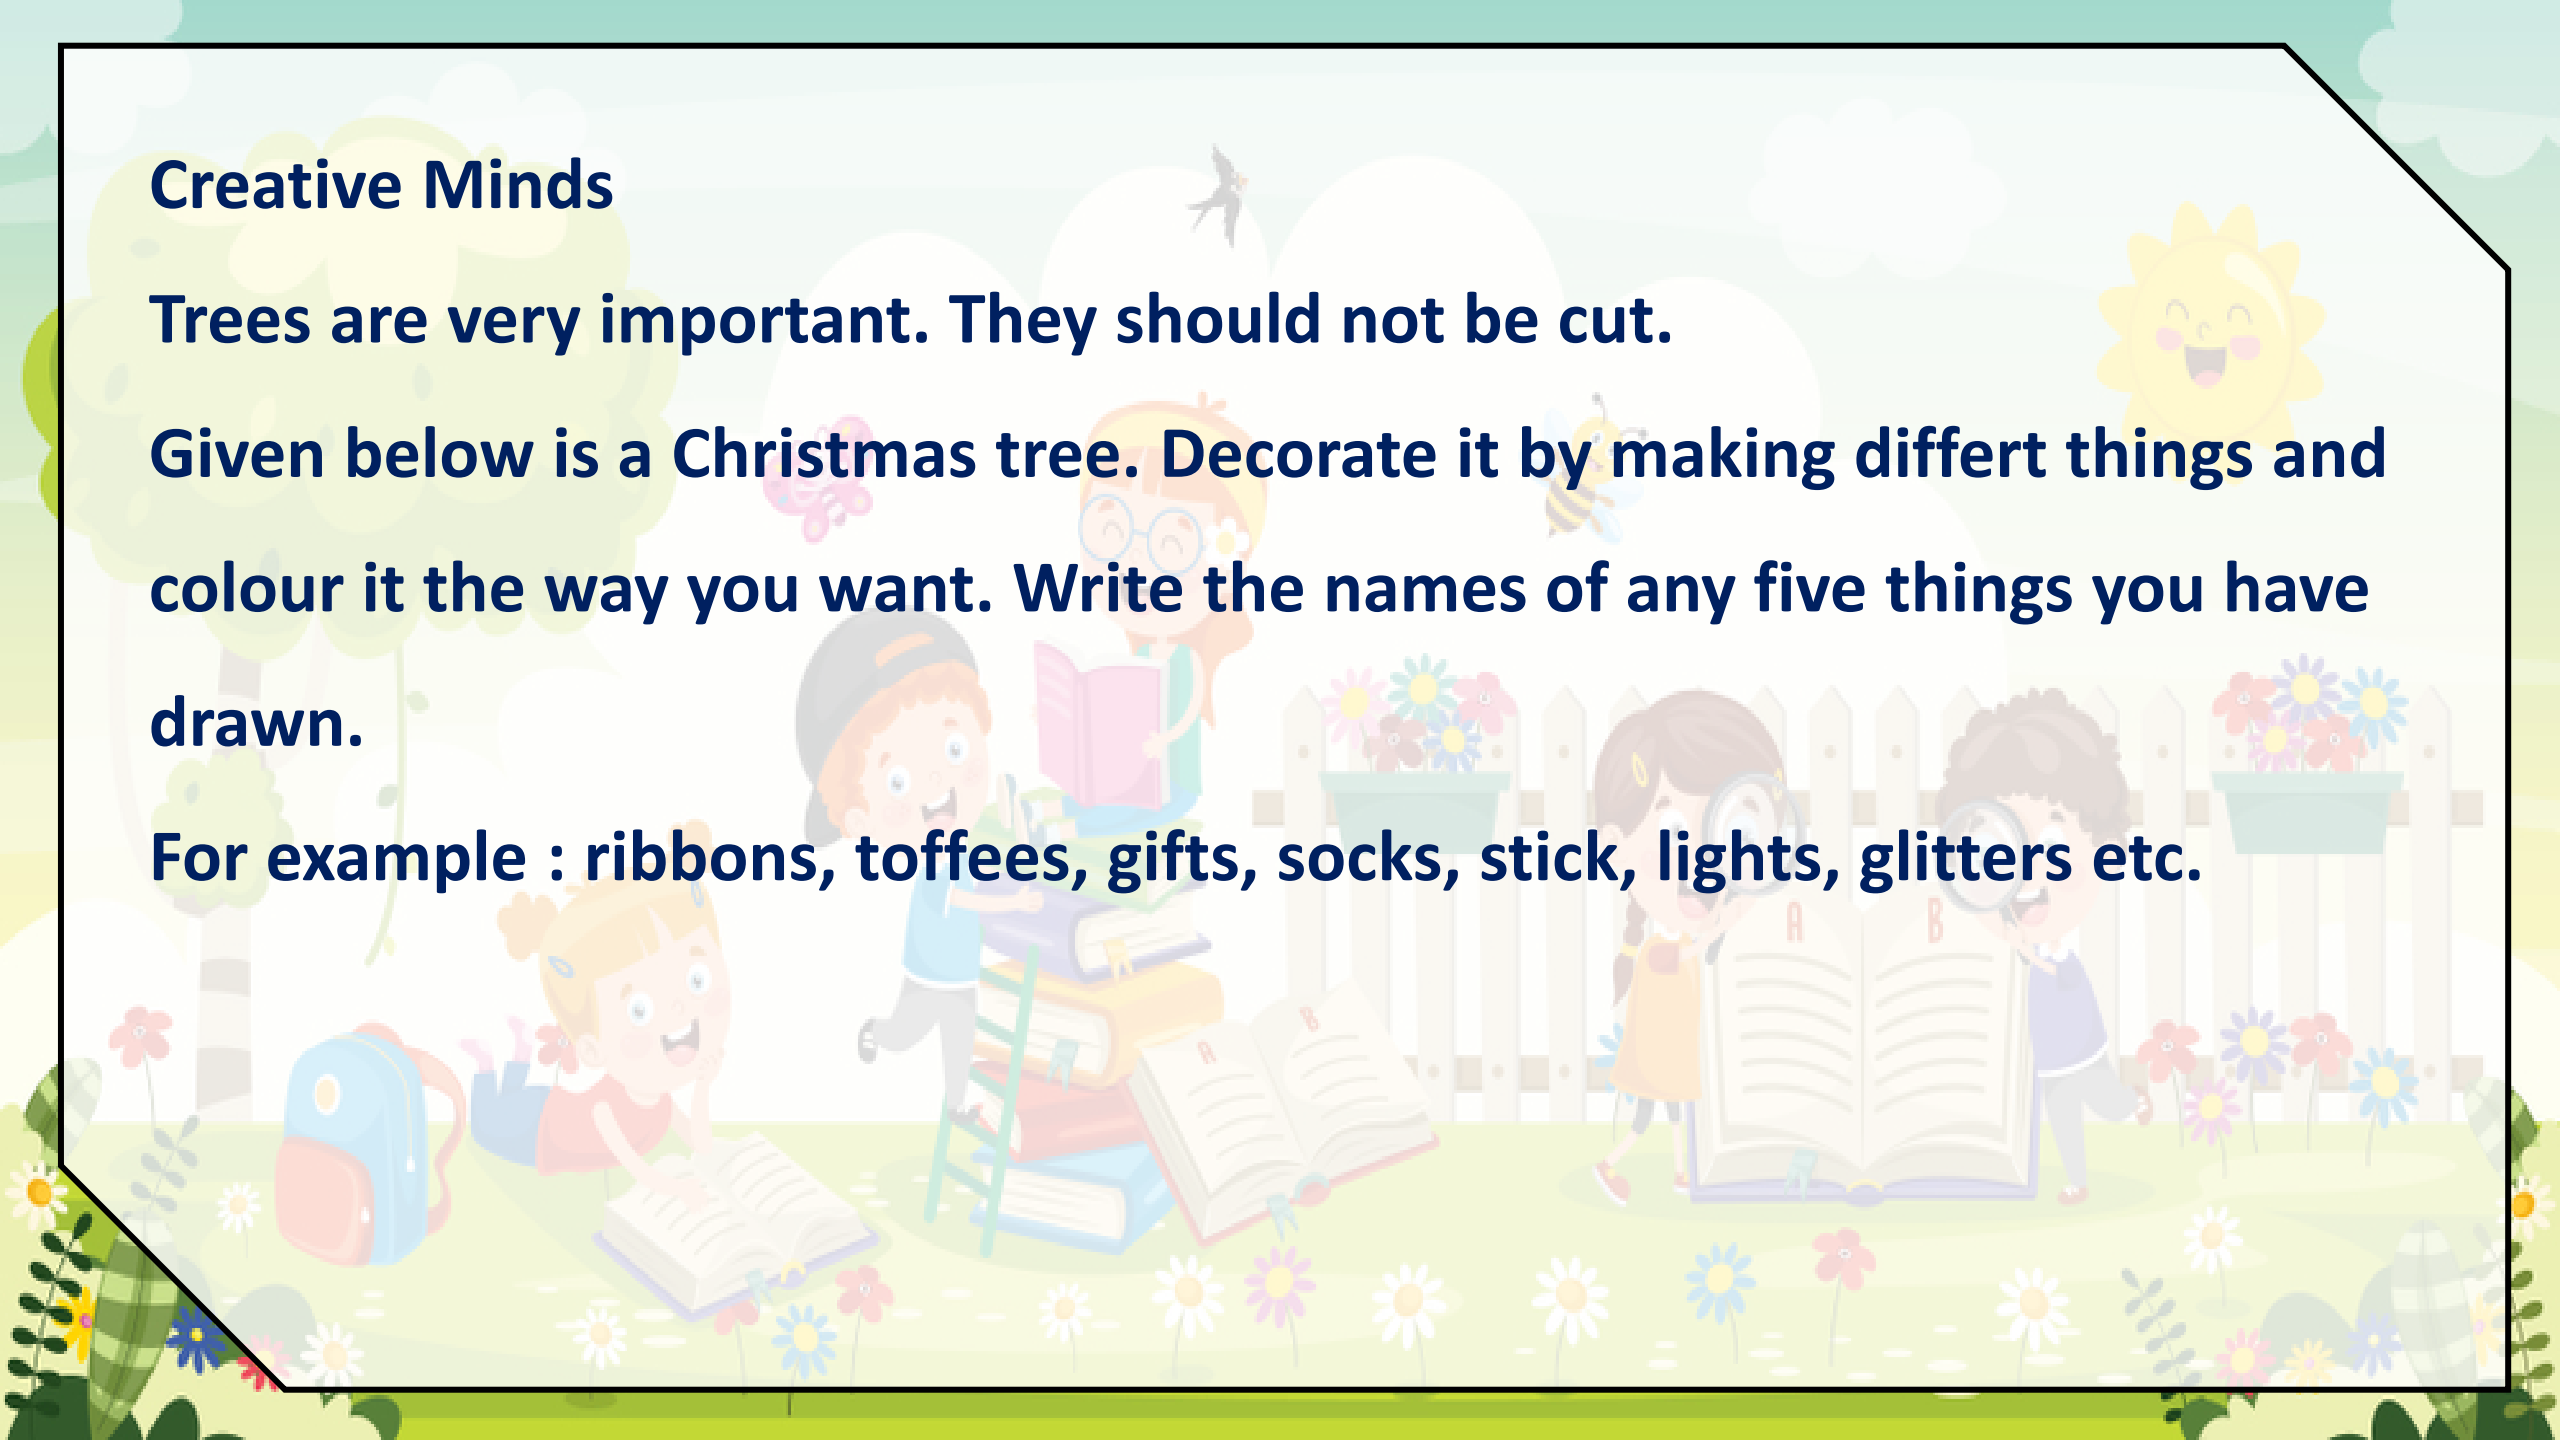 Creative Minds
Trees are very important. They should not be cut.
Given below is a Christmas tree. Decorate it by making differt things and
colour it the way you want. Write the names of any five things you have
drawn.
For example : ribbons, toffees, gifts, socks, stick, lights, glitters etc.
A B
A B